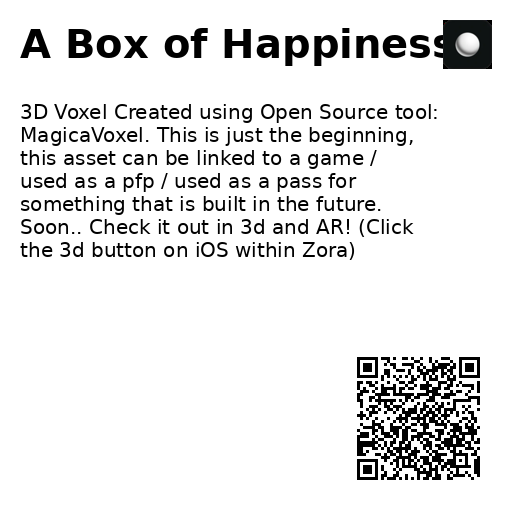 A Box of Happiness
3D Voxel Created using Open Source tool:
MagicaVoxel. This is just the beginning,
this asset can be linked to a game /
used as a pfp / used as a pass for
something that is built in the future.
Soon.. Check it out in 3d and AR! (Click
the 3d button on iOS within Zora)